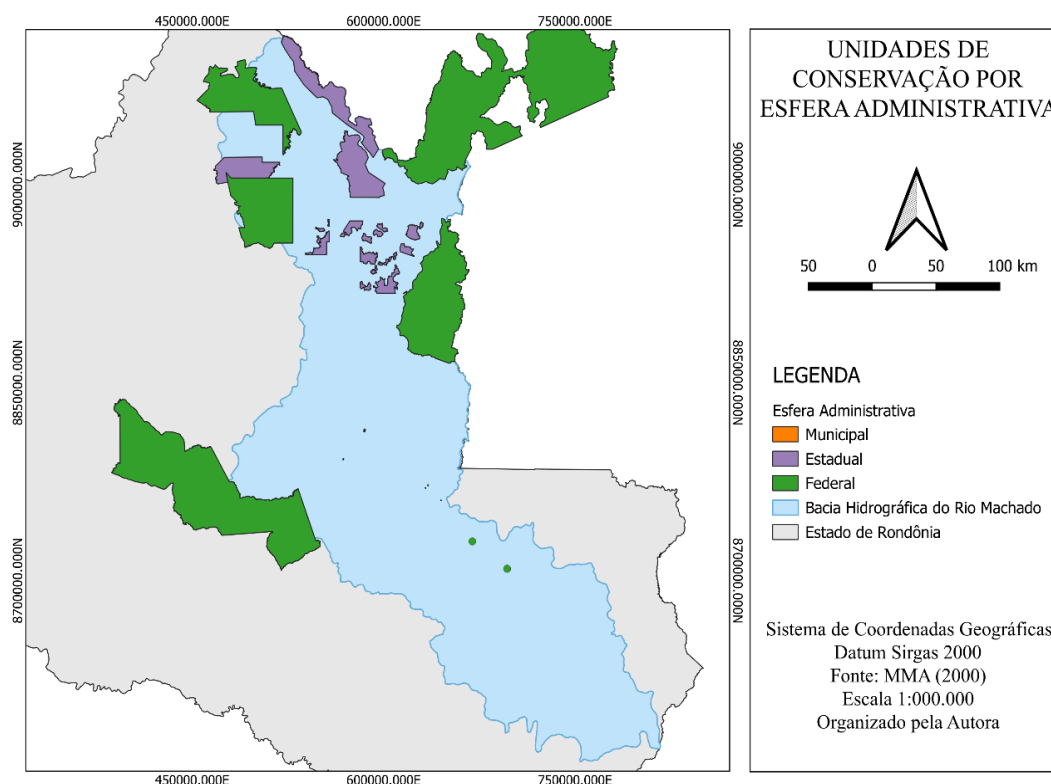 450000.000E 600000.000E 750000.000E
9000000.000N 9000000.000N
8850000.000N 8850000.000N
8700000.000N 8700000.000N
450000.000E 600000.000E 750000.000E
UNIDADES DE
CONSERVAÇÃO POR
ESFERA ADMINISTRATIVA
50 0 50 100 km
LEGENDA
Esfera Administrativa
Municipal
Estadual
Federal
Bacia Hidrográfica do Rio Machado
Estado de Rondônia
Sistema de Coordenadas Geográficas
Datum Sirgas 2000
Fonte: MMA (2000)
Escala 1:000.000
Organizado pela Autora